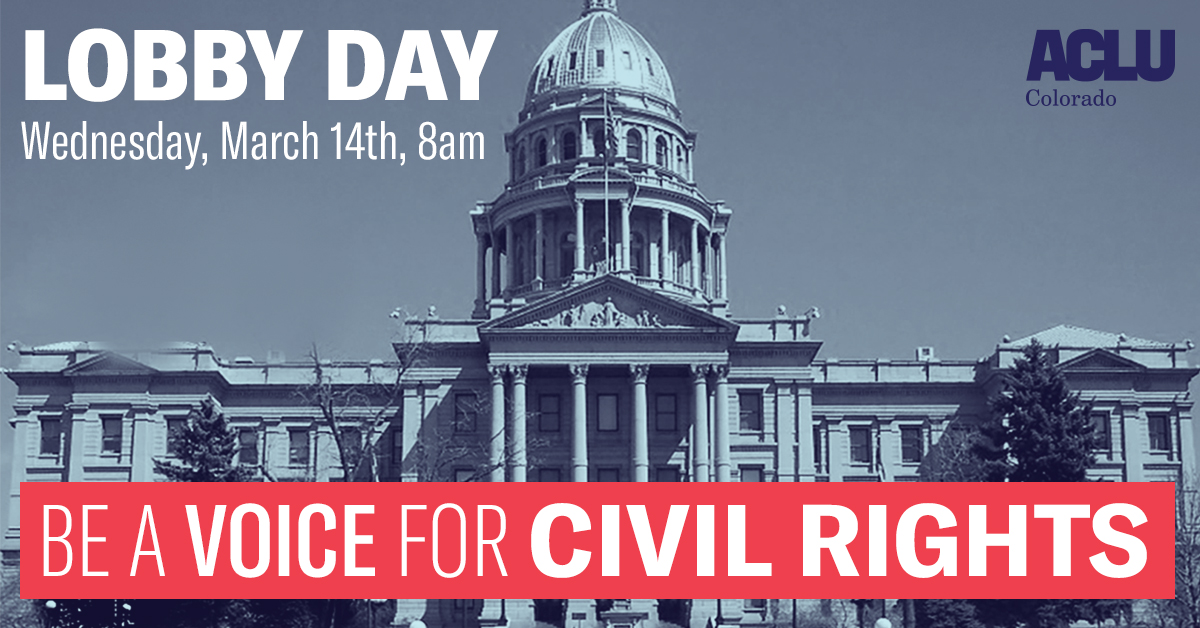 LOBBY DAY
Wednesday, March 14th, 8am
ACLU
Colorado
BE A VOICE FOR CIVIL RIGHTS